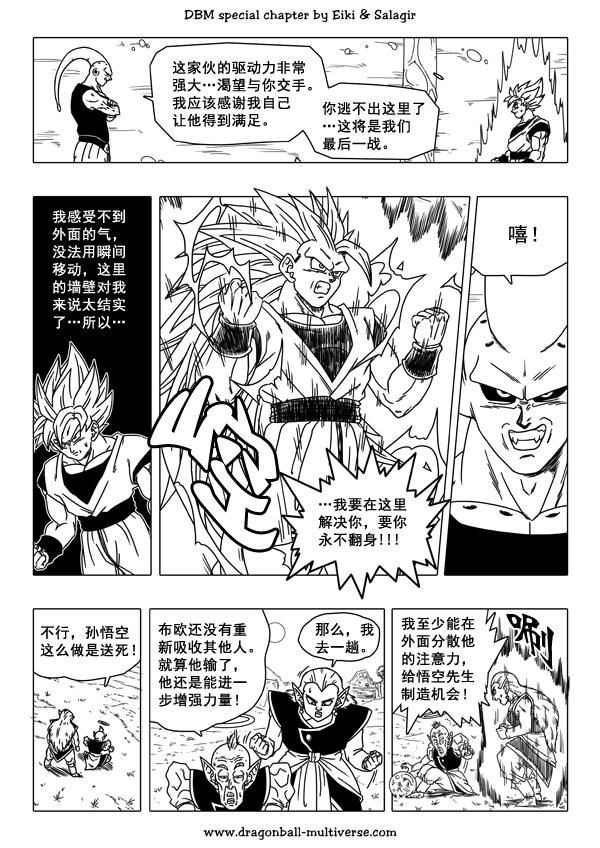 DBM special chapter by Eiki & Salagir
这家伙的驱动力非常
强大…渴望与你交手。
我应该感谢我自己
让他得到满足。
你逃不出这里了
…这将是我们
最后一战。
我感受不到
外面的气，
没法用瞬间
移动，这里
的墙壁对我
来说太结实
了…所以…
…我要在这里
解决你，要你
永不翻身!!!
嘻！
不行，孙悟空
这么做是送死！
布欧还没有重
新吸收其他人。
就算他输了，
他还是能进一
步增强力量！
那么，我
去一趟。
我至少能在
外面分散他
的注意力，
给悟空先生
制造机会！
唰
www.dragonball-multiverse.com